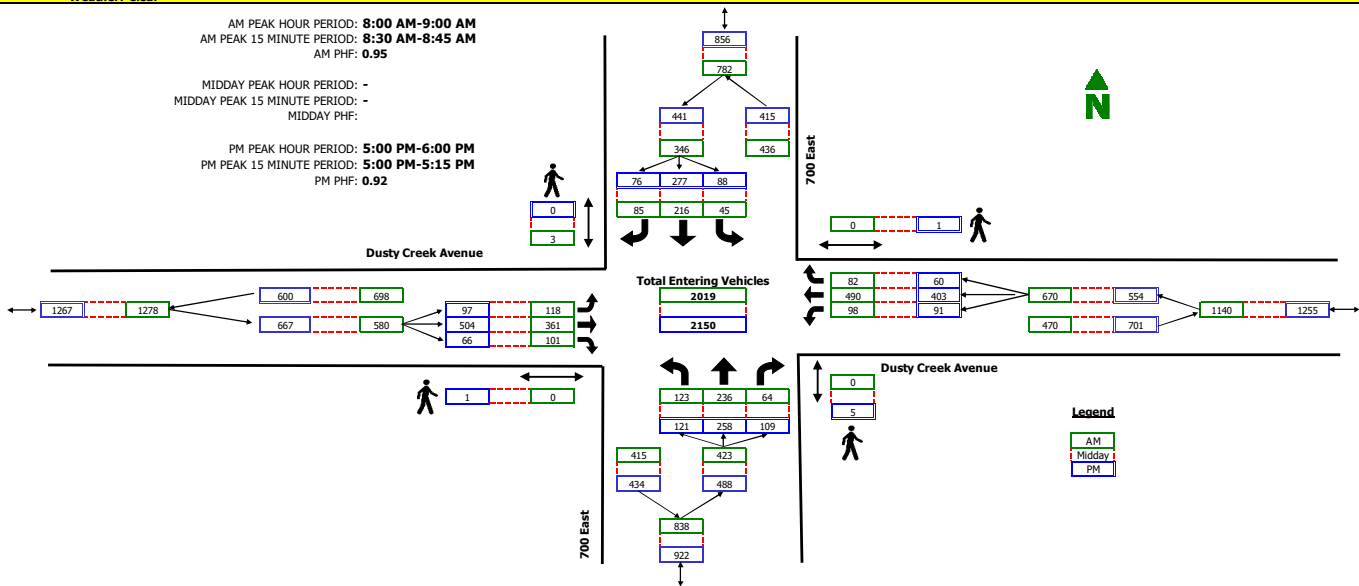 AM PEAK HOUR PERIOD: 8:00 AM-9:00 AM
AM PEAK 15 MINUTE PERIOD: 8:30 AM-8:45 AM
AM PHF: 0.95
MIDDAY PEAK HOUR PERIOD: -
MIDDAY PEAK 15 MINUTE PERIOD: -
MIDDAY PHF:
PM PEAK HOUR PERIOD: 5:00 PM-6:00 PM
PM PEAK 15 MINUTE PERIOD: 5:00 PM-5:15 PM
PM PHF: 0.92
856
782
441 415
346 436
76 277 88
85 216 45
700 East
N
0
3
0 1
Dusty Creek Avenue
Total Entering Vehicles
2019
2150
1267 1278
600 698
667 580
97 118
504 361
66 101
82 60
490 403
98 91
670 554
470 701
1140 1255
Dusty Creek Avenue
1 0
123 236 64
121 258 109
0
5
415 423
434 488
838
922
700 East
Legend
AM
Midday
PM